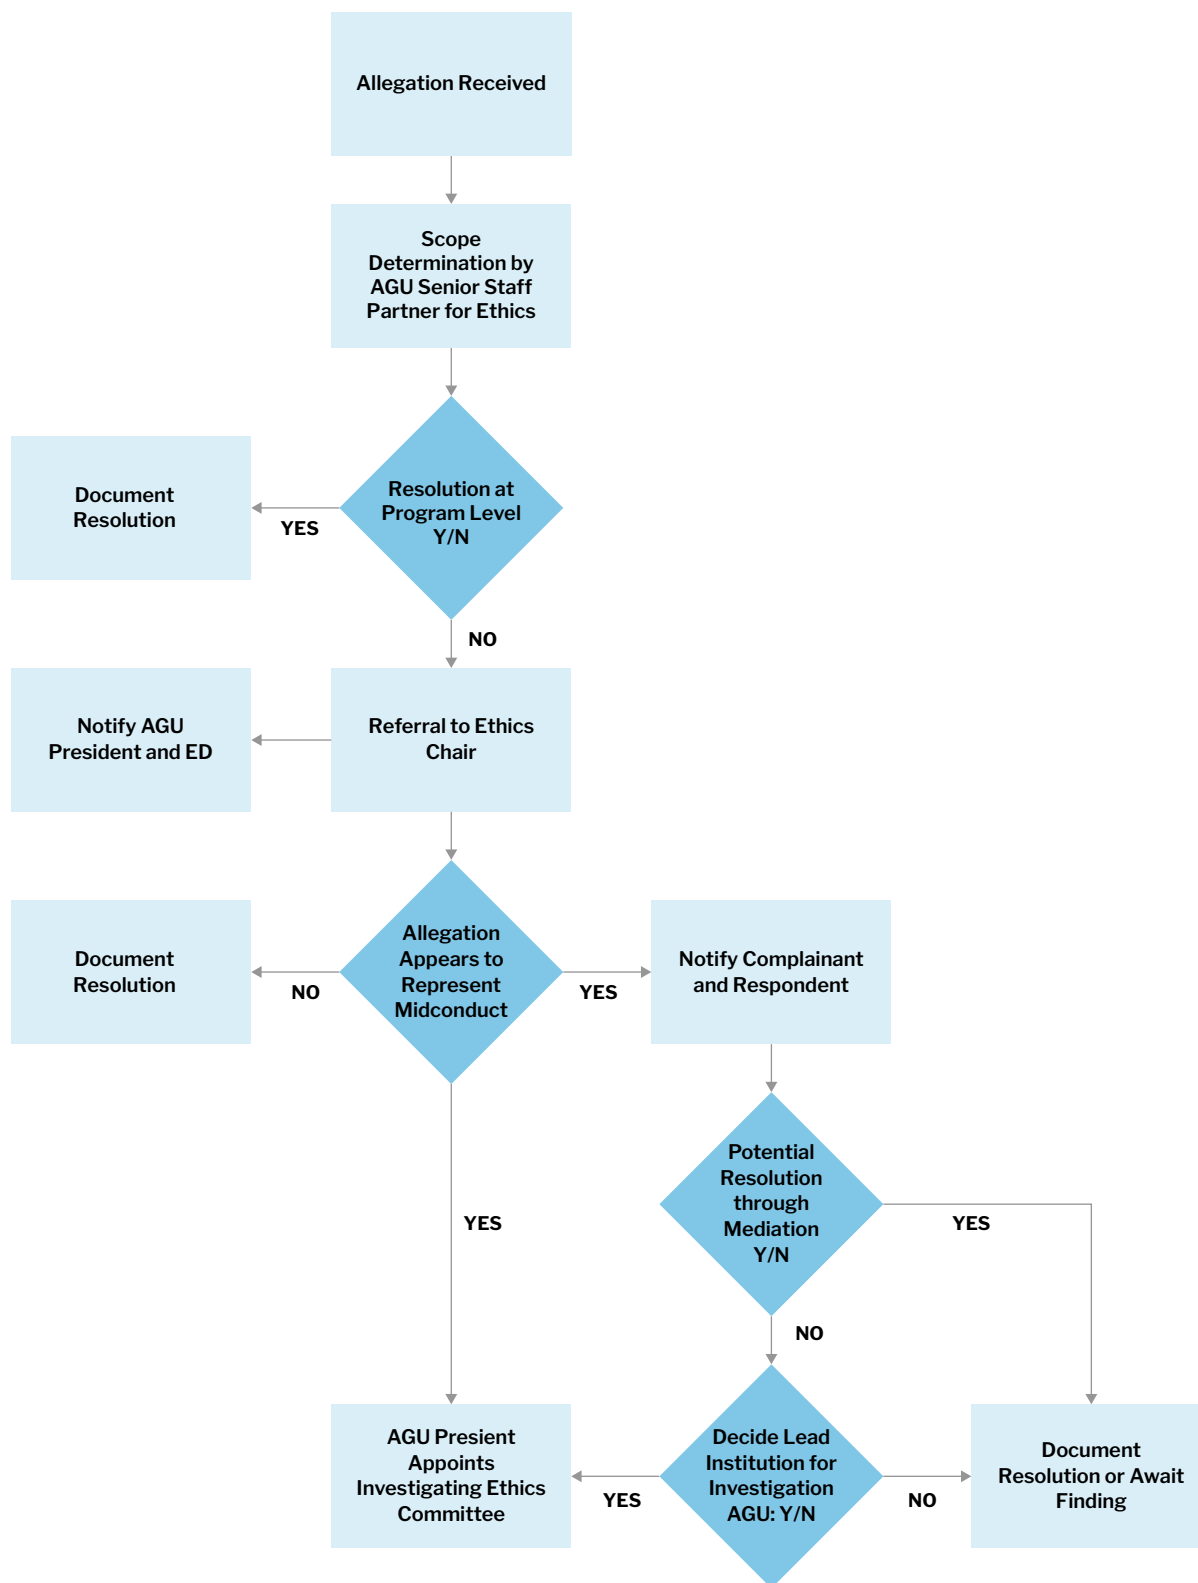 Allegation Received
Scope
Determination by
AGU Senior Staff
Partner for Ethics
Resolution at
Program Level
Y/N
Document
Resolution
YES
NO
Notify AGU
President and ED
Referral to Ethics
Chair
Document
Resolution
NO
Allegation
Appears to
Represent
Midconduct
YES
Notify Complainant
and Respondent
Potential
Resolution
through
Mediation
Y/N
YES
YES
NO
AGU Presient
Appoints
Investigating Ethics
Committee
YES
Decide Lead
Institution for
Investigation
AGU: Y/N
NO
Document
Resolution or Await
Finding